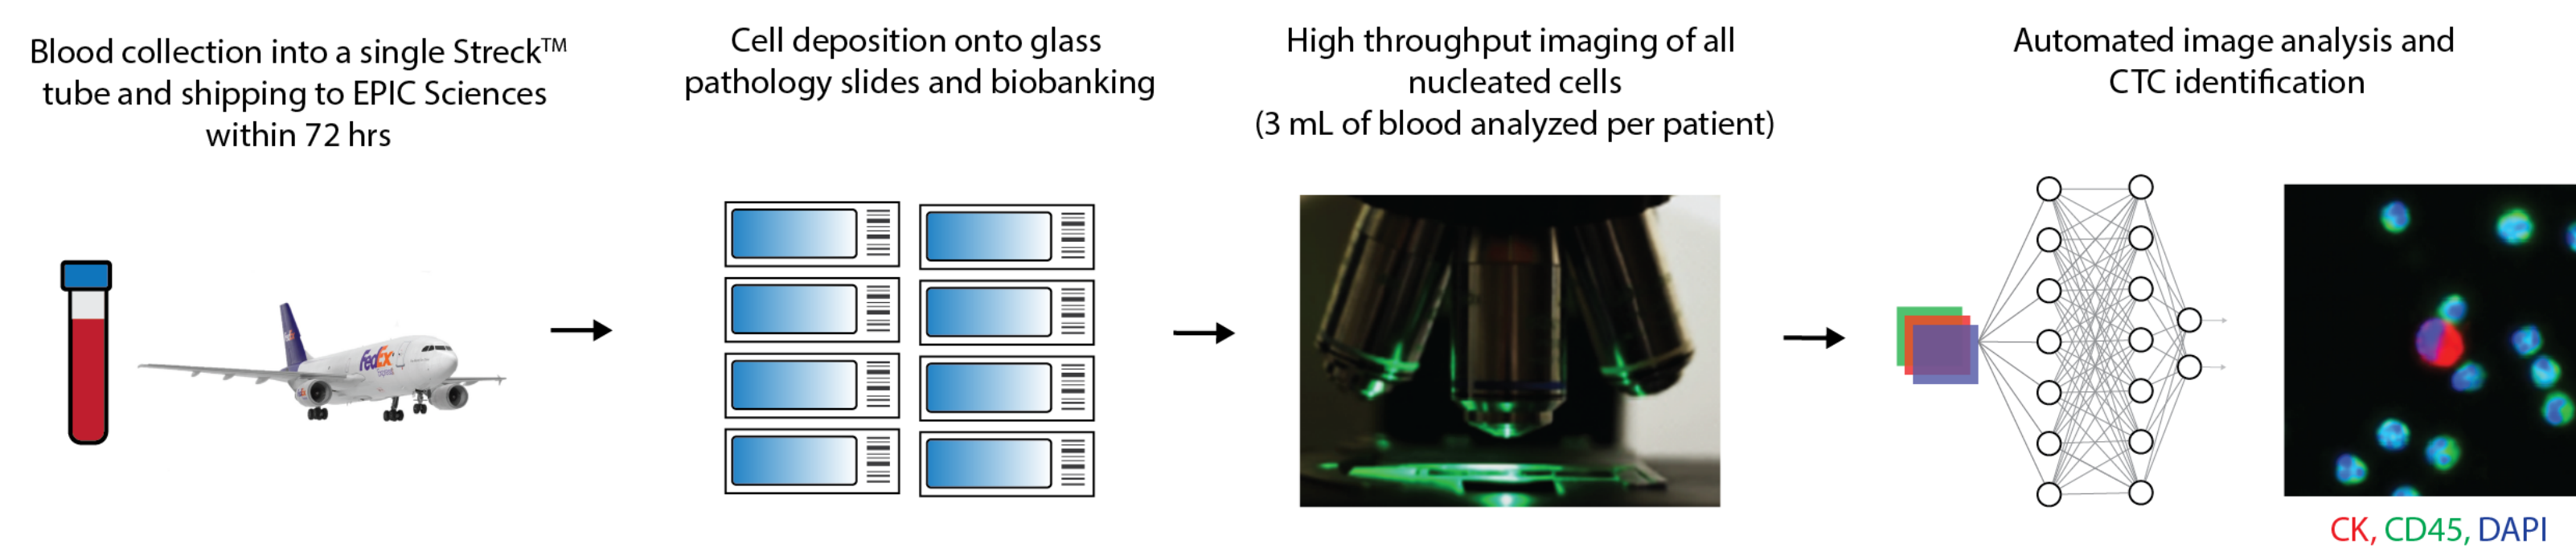 Blood collection into a single Streck™
tube and shipping to EPIC Sciences
within 72 hrs
Cell deposition onto glass
pathology slides and biobanking
High throughput imaging of all
nucleated cells
(3 mL of blood analyzed per patient)
Automated image analysis and
CTC identification
FedEx
CK, CD45, DAPI